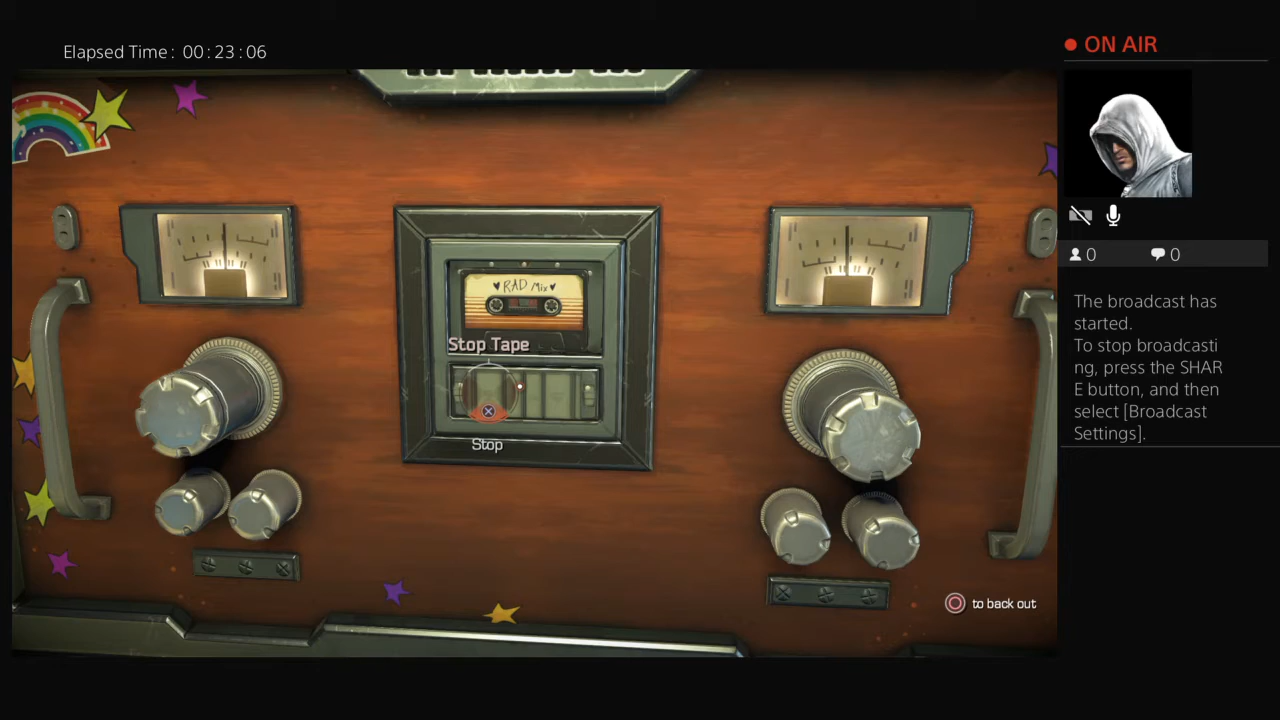 Elapsed Time: 00:23:06
ON AIR
♥ RAD Mix ♥
Stop Tape
Stop
to back out
0
0
The broadcast has
started.
To stop broadcasti
ng, press the SHAR
E button, and then
select [Broadcast
Settings].